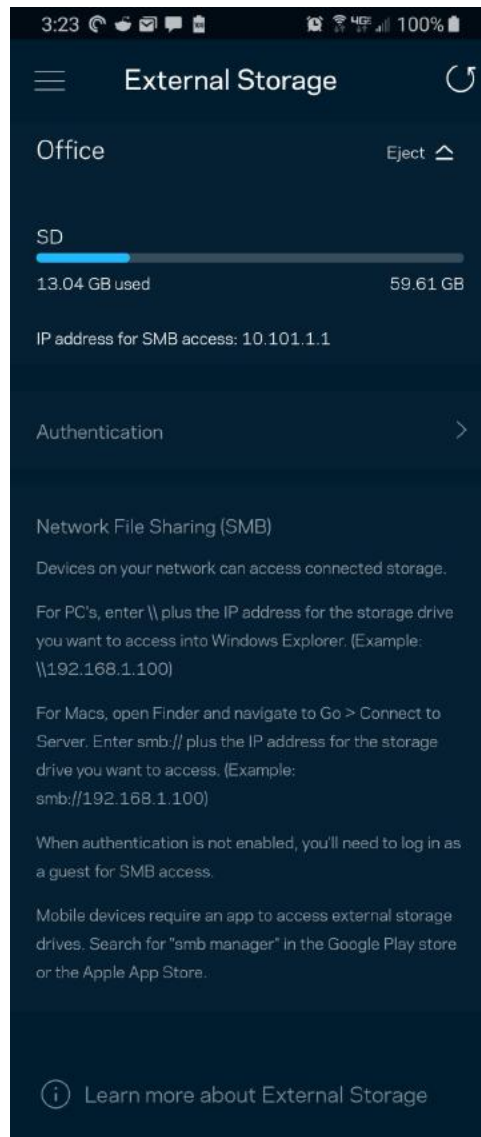 3:23 4GE 100%
External Storage
Office Eject
SD
13.04 GB used 59.61 GB
IP address for SMB access: 10.101.1.1
Authentication
Network File Sharing (SMB)
Devices on your network can access connected storage.
For PC's, enter \\ plus the IP address for the storage drive
you want to access into Windows Explorer. (Example:
\\192.168.1.100)
For Macs, open Finder and navigate to Go > Connect to
Server. Enter smb:// plus the IP address for the storage
drive you want to access. (Example:
smb://192.168.1.100)
When authentication is not enabled, you'll need to log in as
a guest for SMB access.
Mobile devices require an app to access external storage
drives. Search for "smb manager" in the Google Play store
or the Apple App Store.
Learn more about External Storage